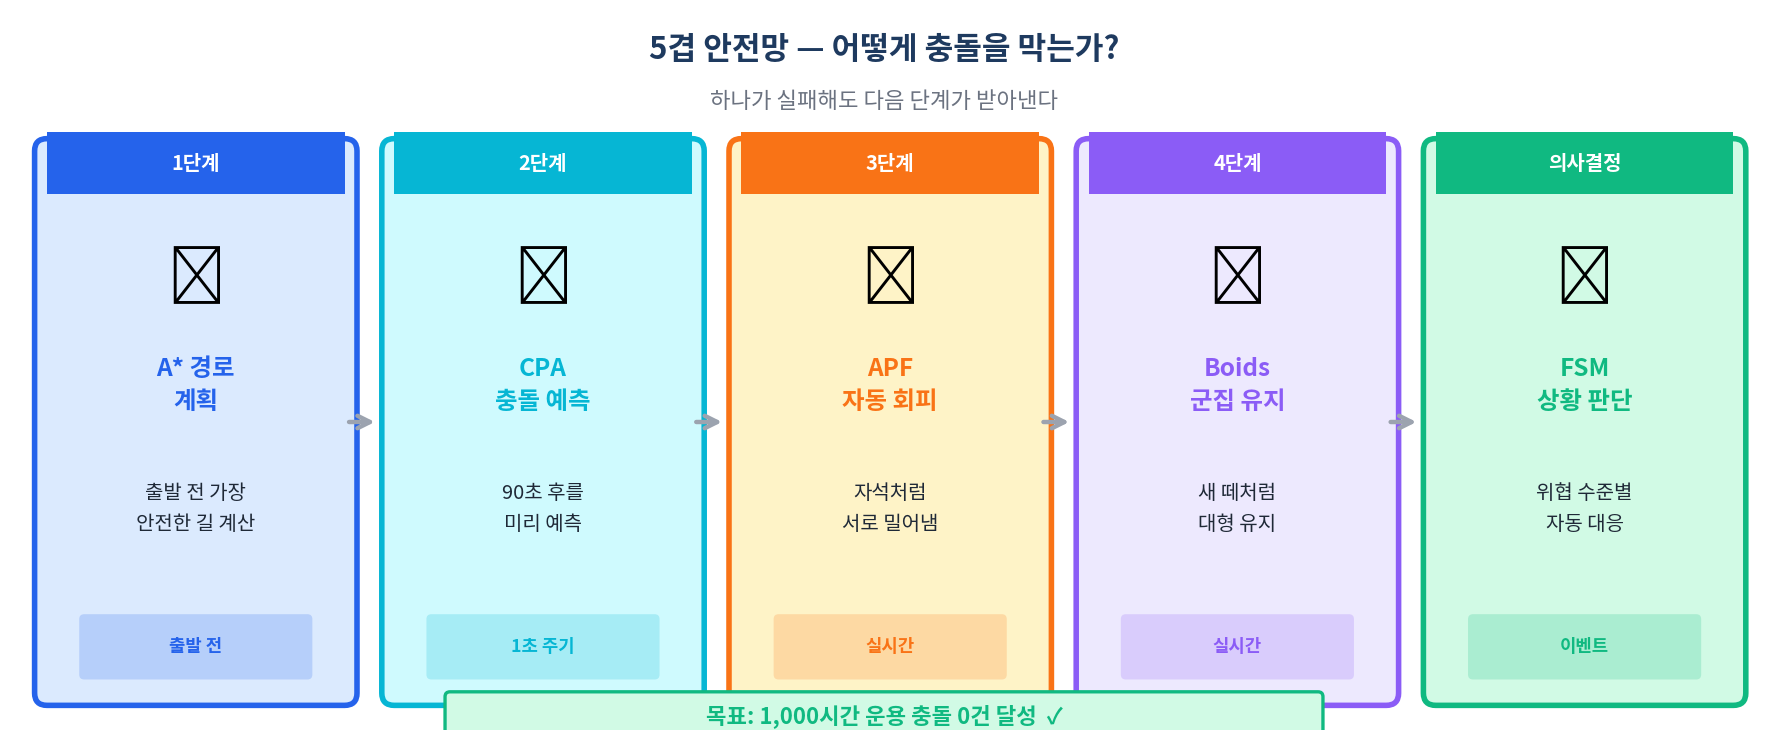 5겹 안전망 — 어떻게 충돌을 막는가?
하나가 실패해도 다음 단계가 받아낸다
1단계
A* 경로
계획
출발 전 가장
안전한 길 계산
출발 전
2단계
CPA
충돌 예측
90초 후를
미리 예측
1초 주기
3단계
APF
자동 회피
자석처럼
서로 밀어냄
실시간
4단계
Boids
군집 유지
새 떼처럼
대형 유지
실시간
의사결정
FSM
상황 판단
위협 수준별
자동 대응
이벤트
목표: 1,000시간 운용 충돌 0건 달성 ✓